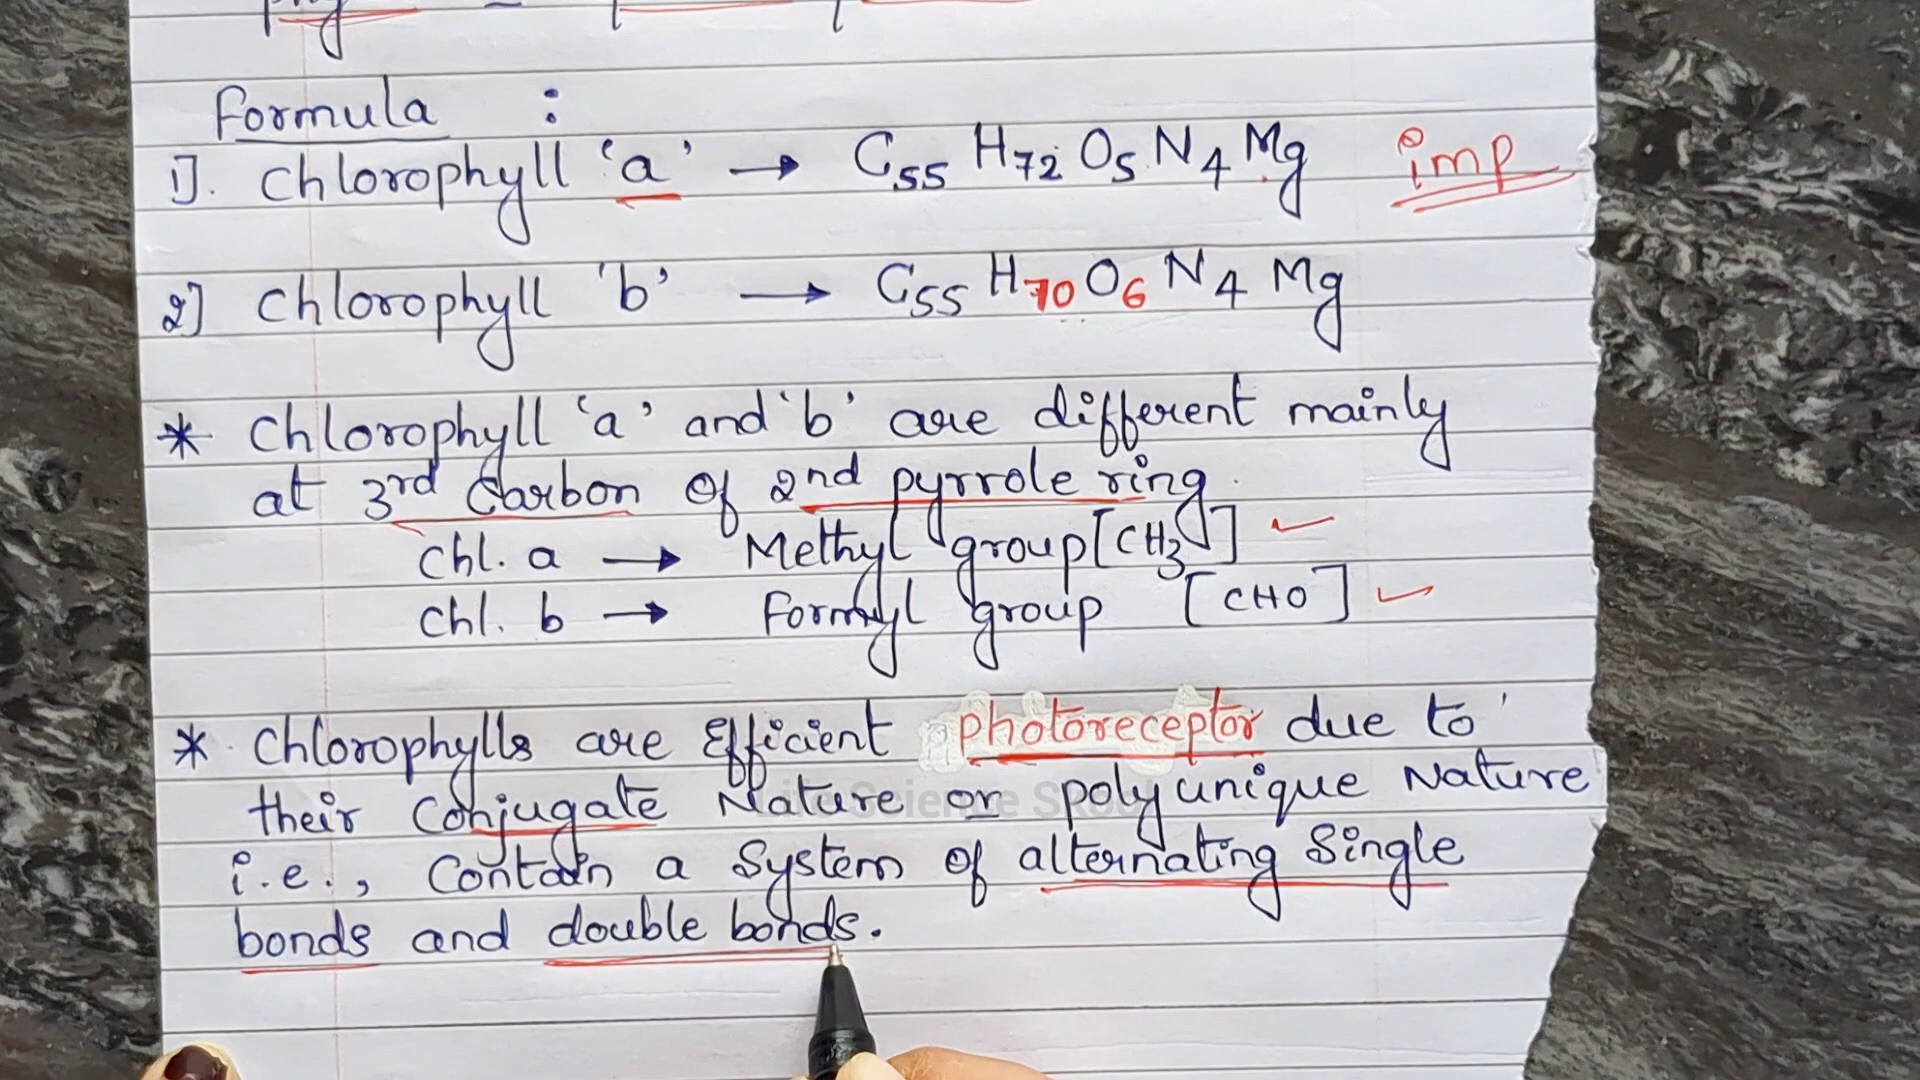 Formula :
1]. Chlorophyll 'a' → C55 H72 O5 N4 Mg imp
2] Chlorophyll 'b' → C55 H70 O6 N4 Mg
* Chlorophyll 'a' and 'b' are different mainly
at 3rd Carbon of 2nd pyrrole ring.
Chl. a → Methyl group [CH3] ✓
Chl. b → Formyl group [CHO] ✓
* Chlorophylls are Efficient photoreceptor due to
their Conjugate Nature or polyunique Nature
i.e., Contain a System of alternating Single
bonds and double bonds.